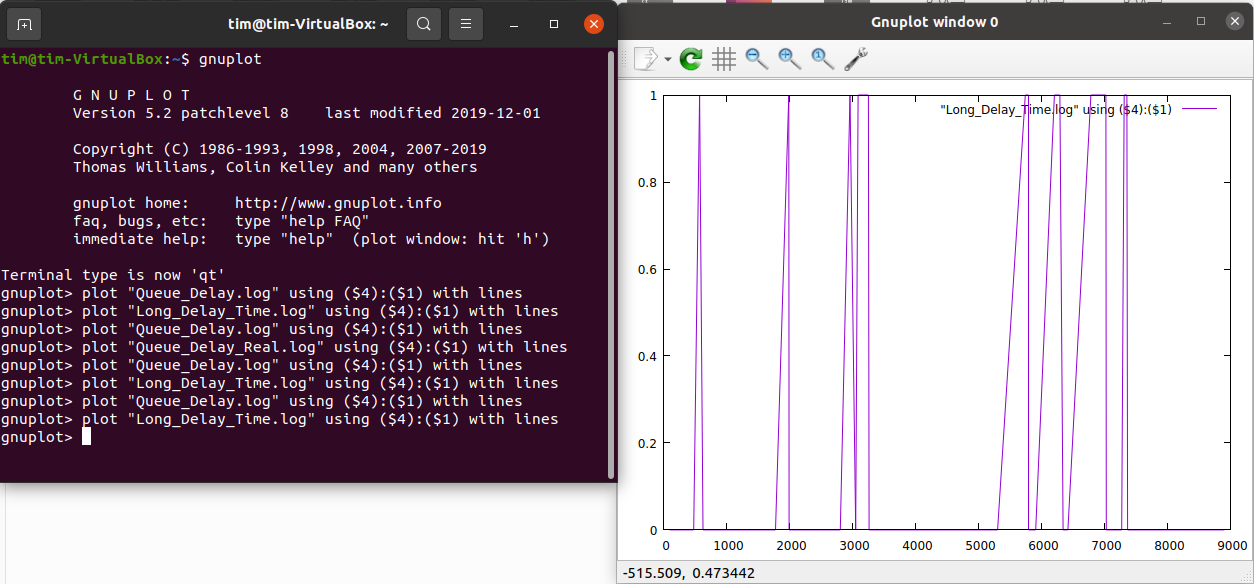 tim@tim-VirtualBox: ~
tim@tim-VirtualBox:~$ gnuplot
G N U P L O T
Version 5.2 patchlevel 8    last modified 2019-12-01
Copyright (C) 1986-1993, 1998, 2004, 2007-2019
Thomas Williams, Colin Kelley and many others
gnuplot home:     http://www.gnuplot.info
faq, bugs, etc:   type "help FAQ"
immediate help:   type "help"  (plot window: hit 'h')
Terminal type is now 'qt'
gnuplot> plot "Queue_Delay.log" using ($4):($1) with lines
gnuplot> plot "Long_Delay_Time.log" using ($4):($1) with lines
gnuplot> plot "Queue_Delay.log" using ($4):($1) with lines
gnuplot> plot "Queue_Delay_Real.log" using ($4):($1) with lines
gnuplot> plot "Queue_Delay.log" using ($4):($1) with lines
gnuplot> plot "Long_Delay_Time.log" using ($4):($1) with lines
gnuplot> plot "Queue_Delay.log" using ($4):($1) with lines
gnuplot> plot "Long_Delay_Time.log" using ($4):($1) with lines
gnuplot>
Gnuplot window 0
"Long_Delay_Time.log" using ($4):($1)
1
0.8
0.6
0.4
0.2
0
0 1000 2000 3000 4000 5000 6000 7000 8000 9000
-515.509, 0.473442